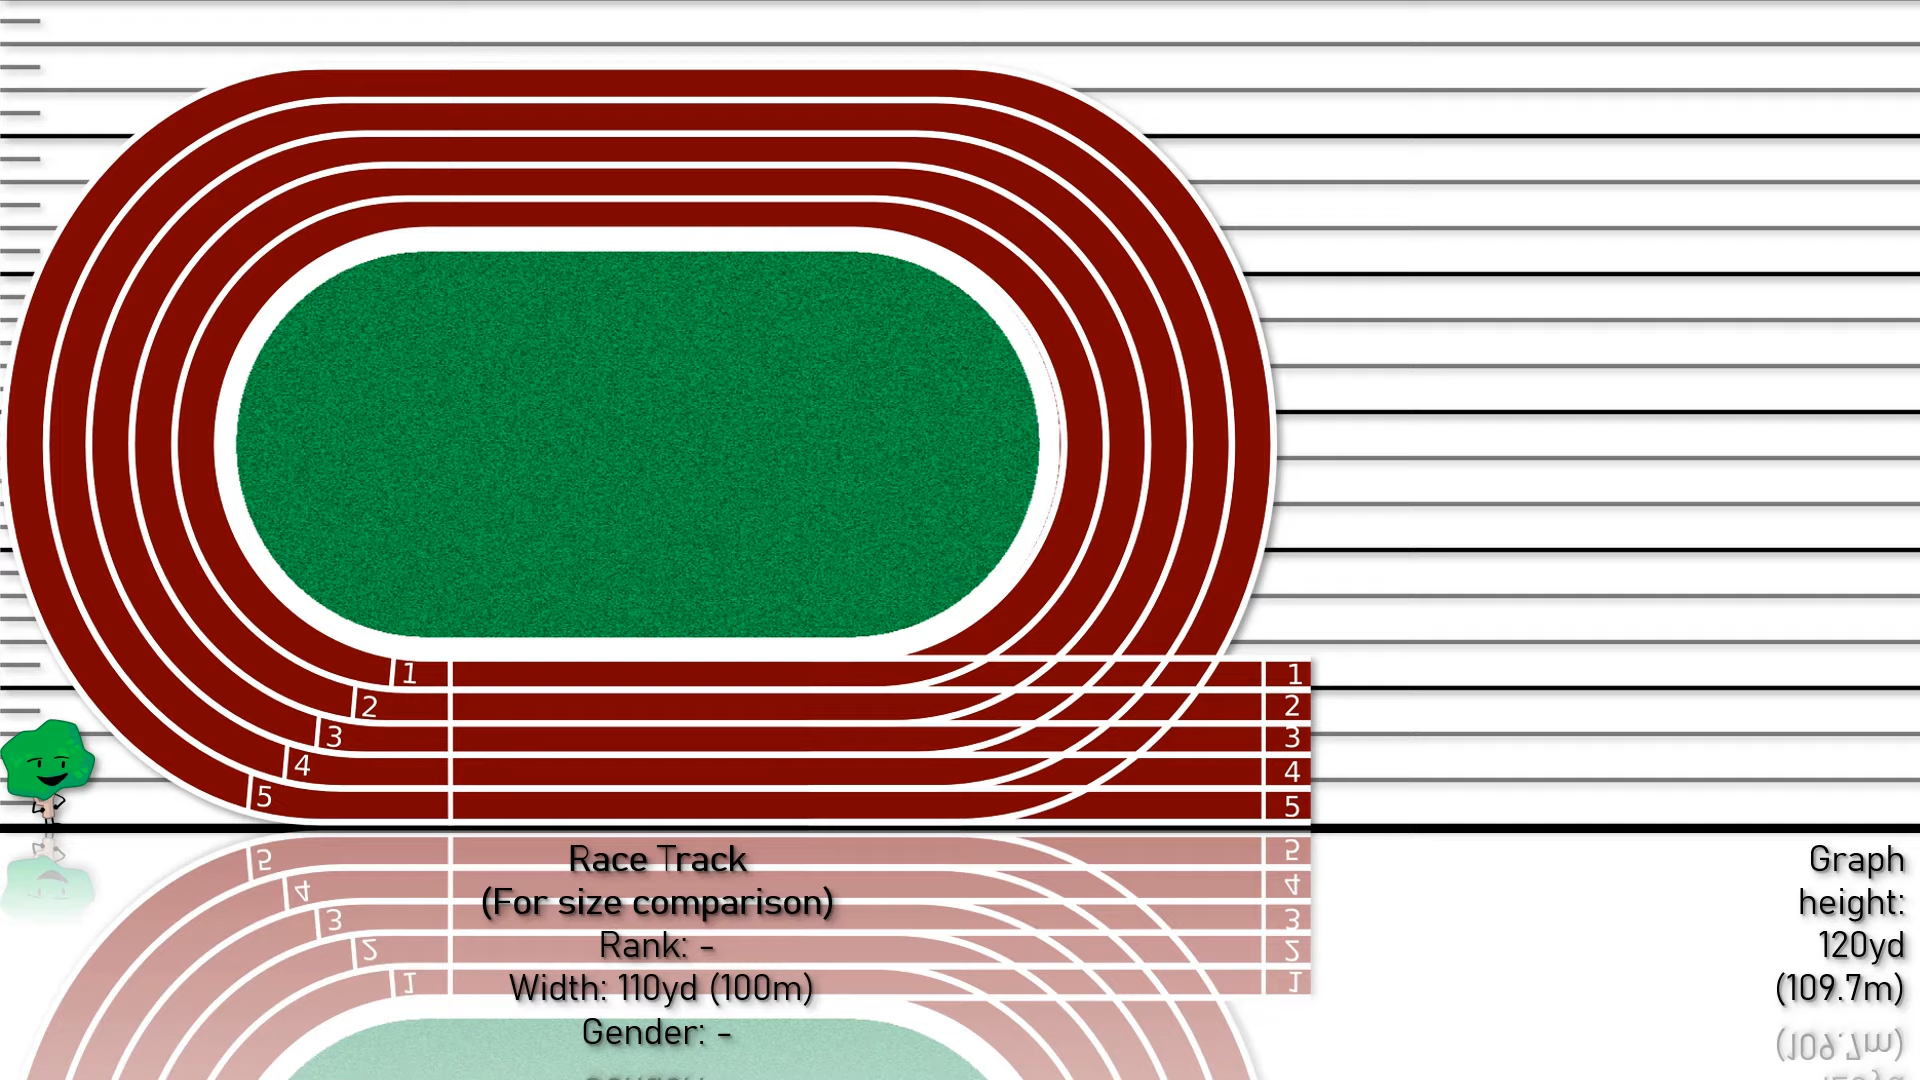 1 1
2 2
3 3
4 4
5 5
Race Track
(For size comparison)
Rank: -
Width: 110yd (100m)
Gender: -
Graph
height:
120yd
(109.7m)